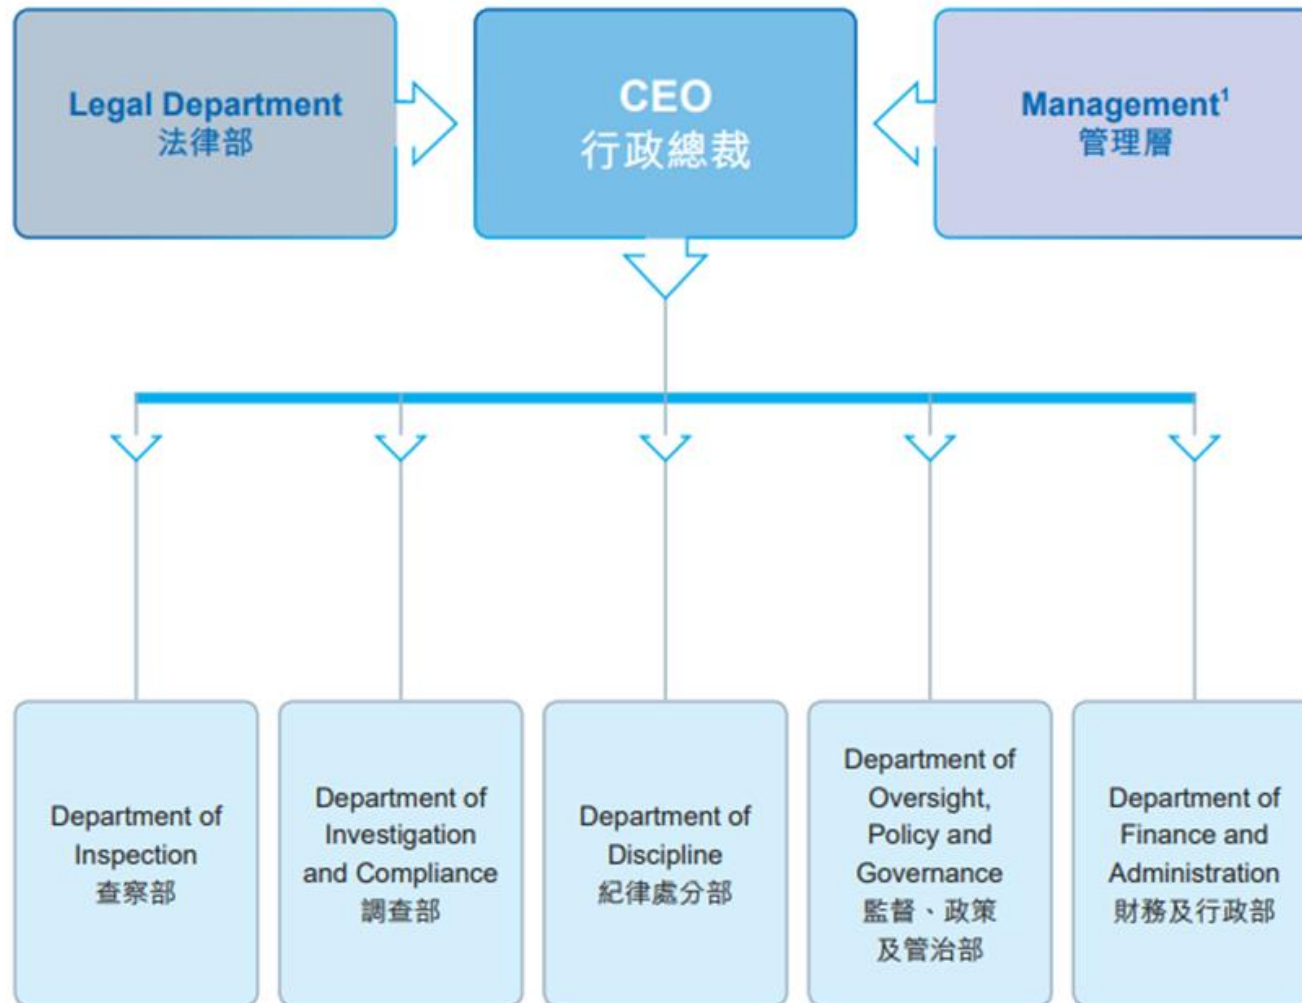 Legal Department
法律部
CEO
行政總裁
Management¹
管理層
Department of
Inspection
查察部
Department of
Investigation
and Compliance
調查部
Department of
Discipline
紀律處分部
Department of
Oversight,
Policy and
Governance
監督、政策
及管治部
Department of
Finance and
Administration
財務及行政部